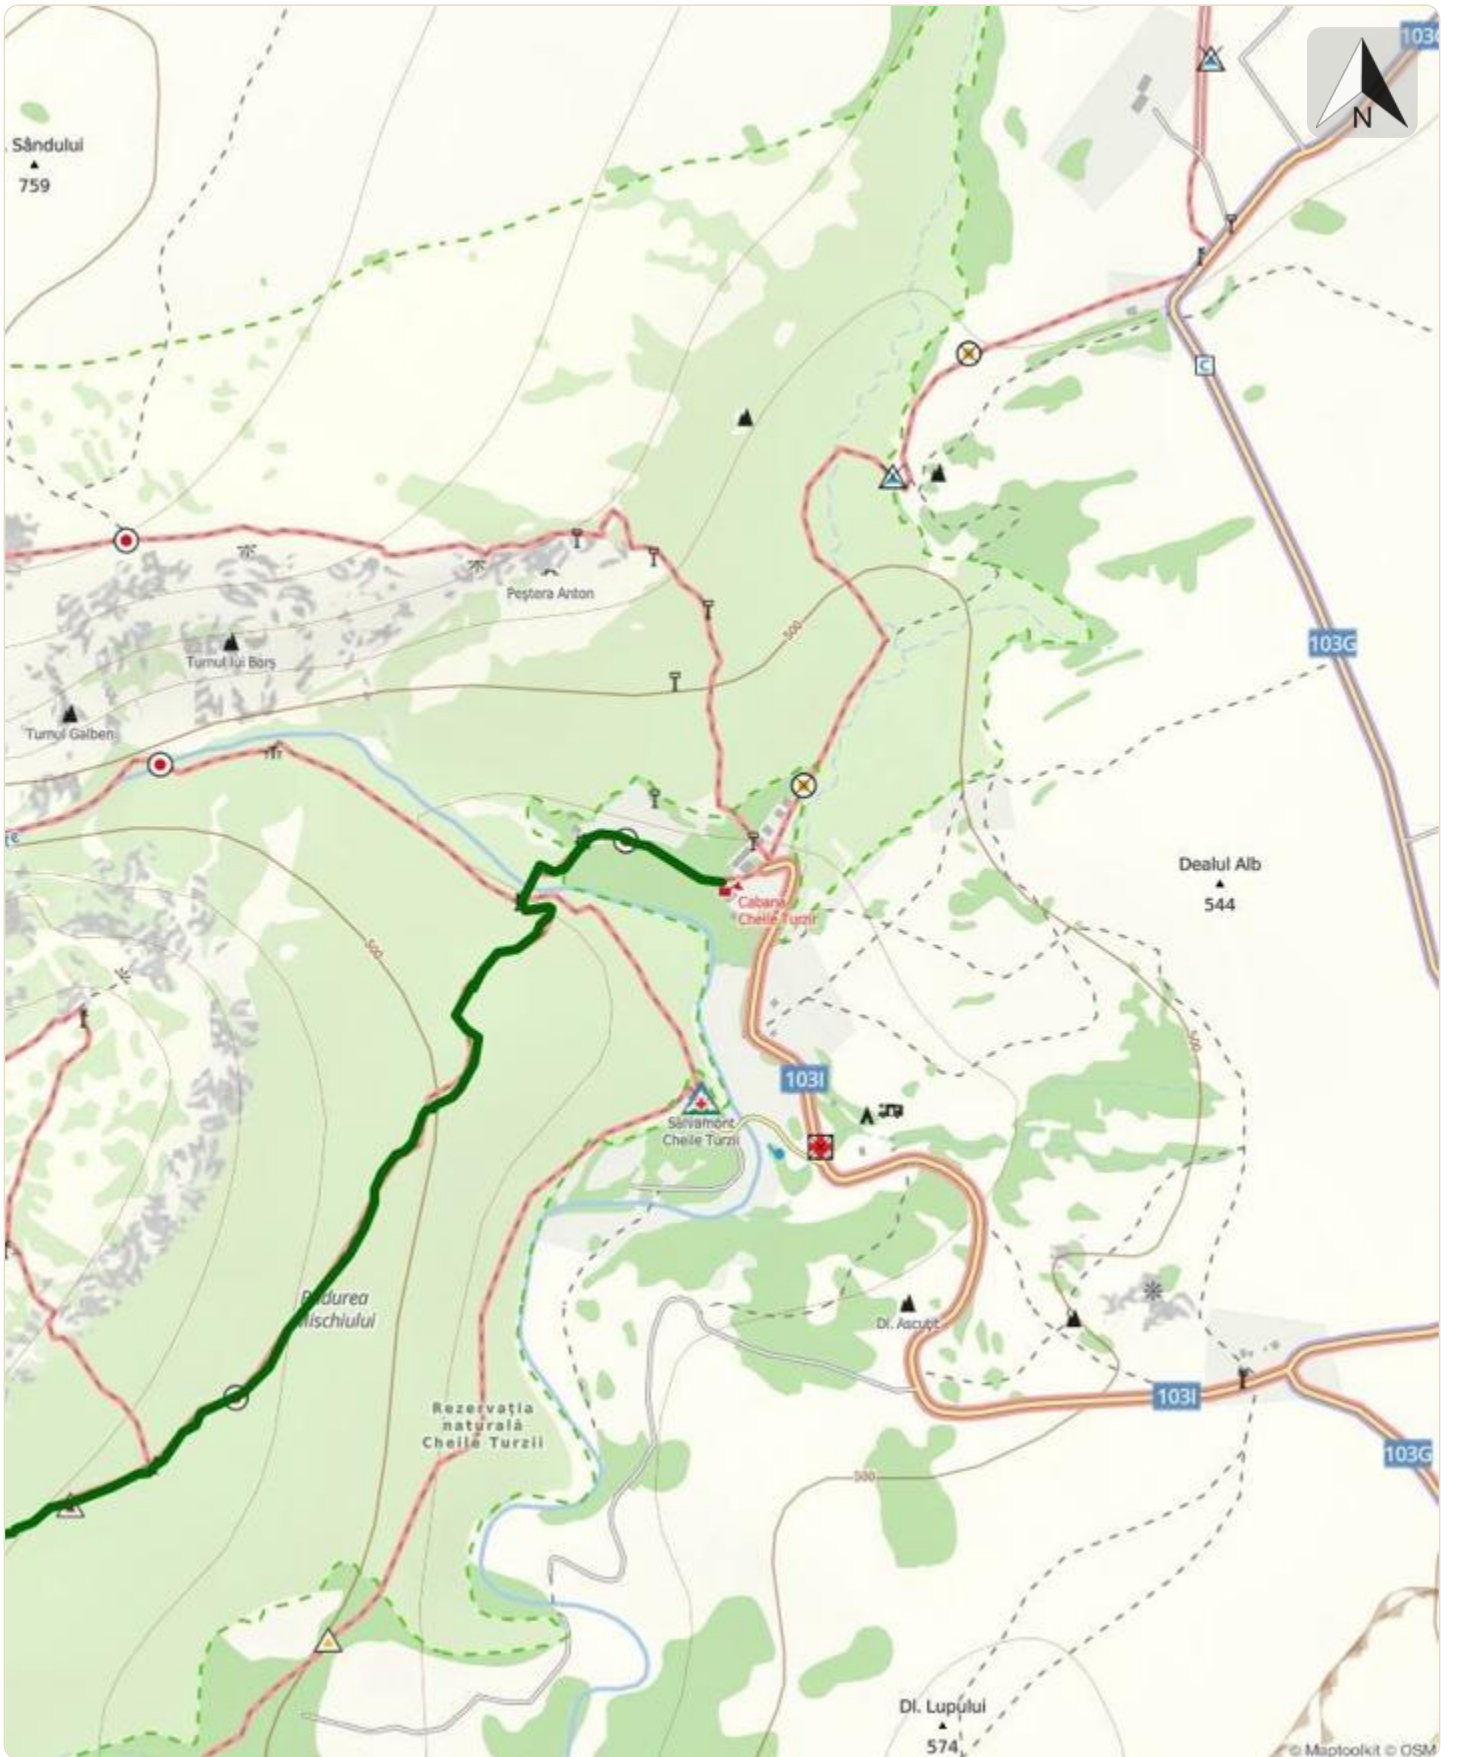 103G
N
Sândului
759
C
500
Peştera Anton
Turnul lui Borş
Turnul Galben
103G
Cabana
Cheile Turzii
Dealul Alb
544
500
500
103I
Salvamont
Cheile Turzii
Dl. Ascuţit
103I
Rezervaţia
naturală
Cheile Turzii
500
103G
Dl. Lupului
574
© Maptoolkit © OSM